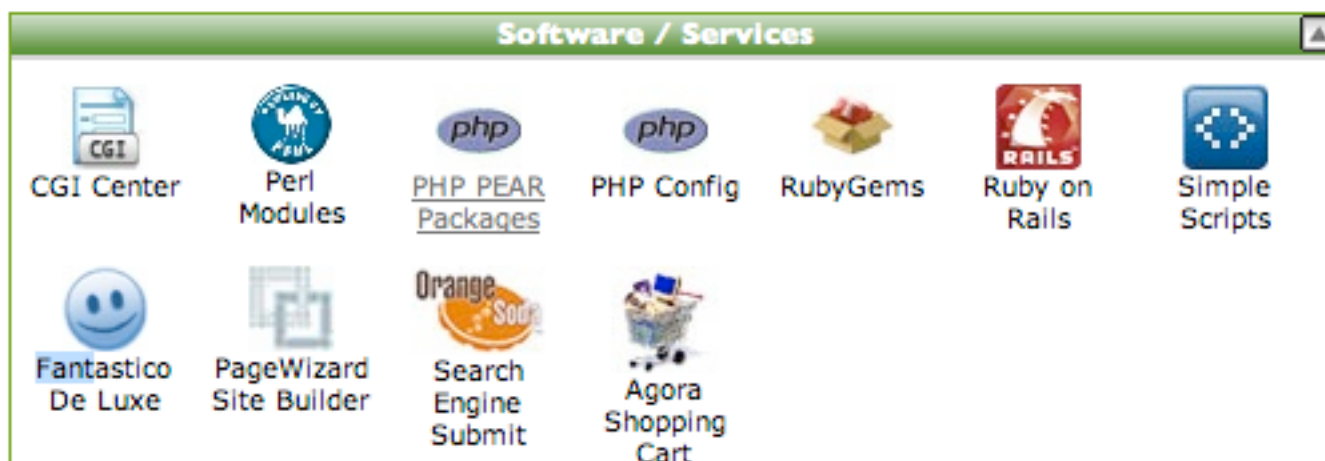 Software / Services
CGI
php
php
RAILS
CGI Center
Perl
Modules
PHP PEAR
Packages
PHP Config
RubyGems
Ruby on
Rails
Simple
Scripts
Orange
Soda
Fantastico
De Luxe
PageWizard
Site Builder
Search
Engine
Submit
Agora
Shopping
Cart